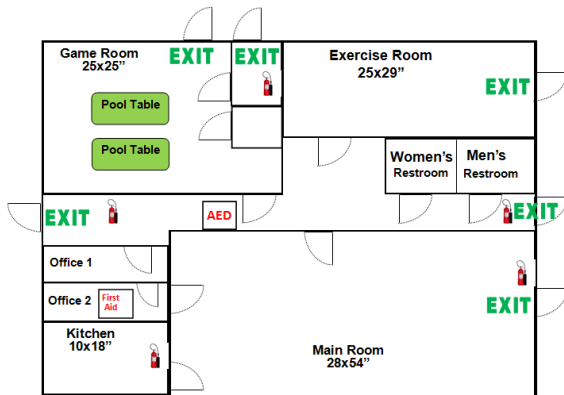 Game Room
25x25”
EXIT
EXIT
Exercise Room
25x29”
EXIT
Pool Table
Pool Table
Women’s
Restroom
Men’s
Restroom
EXIT
AED
EXIT
Office 1
Office 2
First
Aid
EXIT
Kitchen
10x18”
Main Room
28x54”